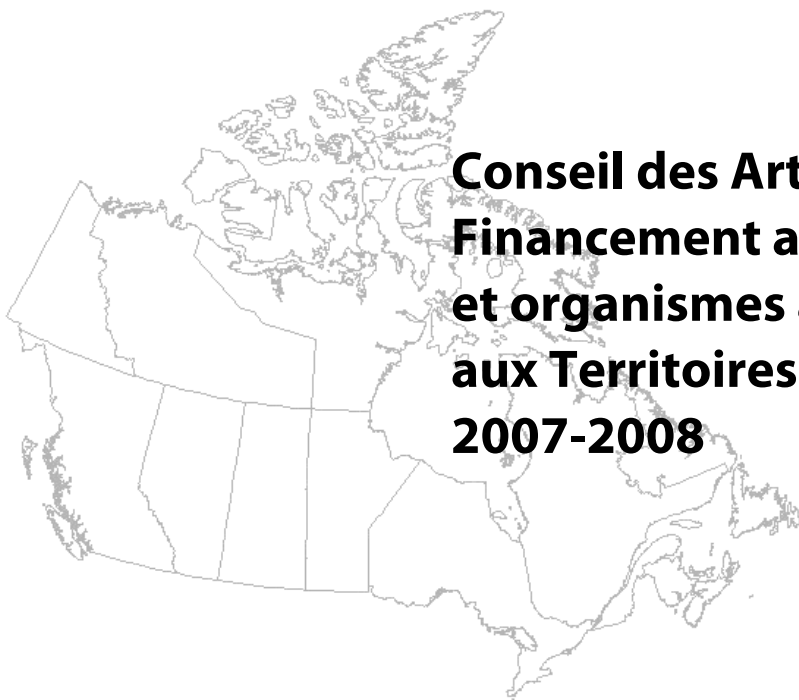 Conseil des Art
Financement a
et organismes a
aux Territoires
2007-2008